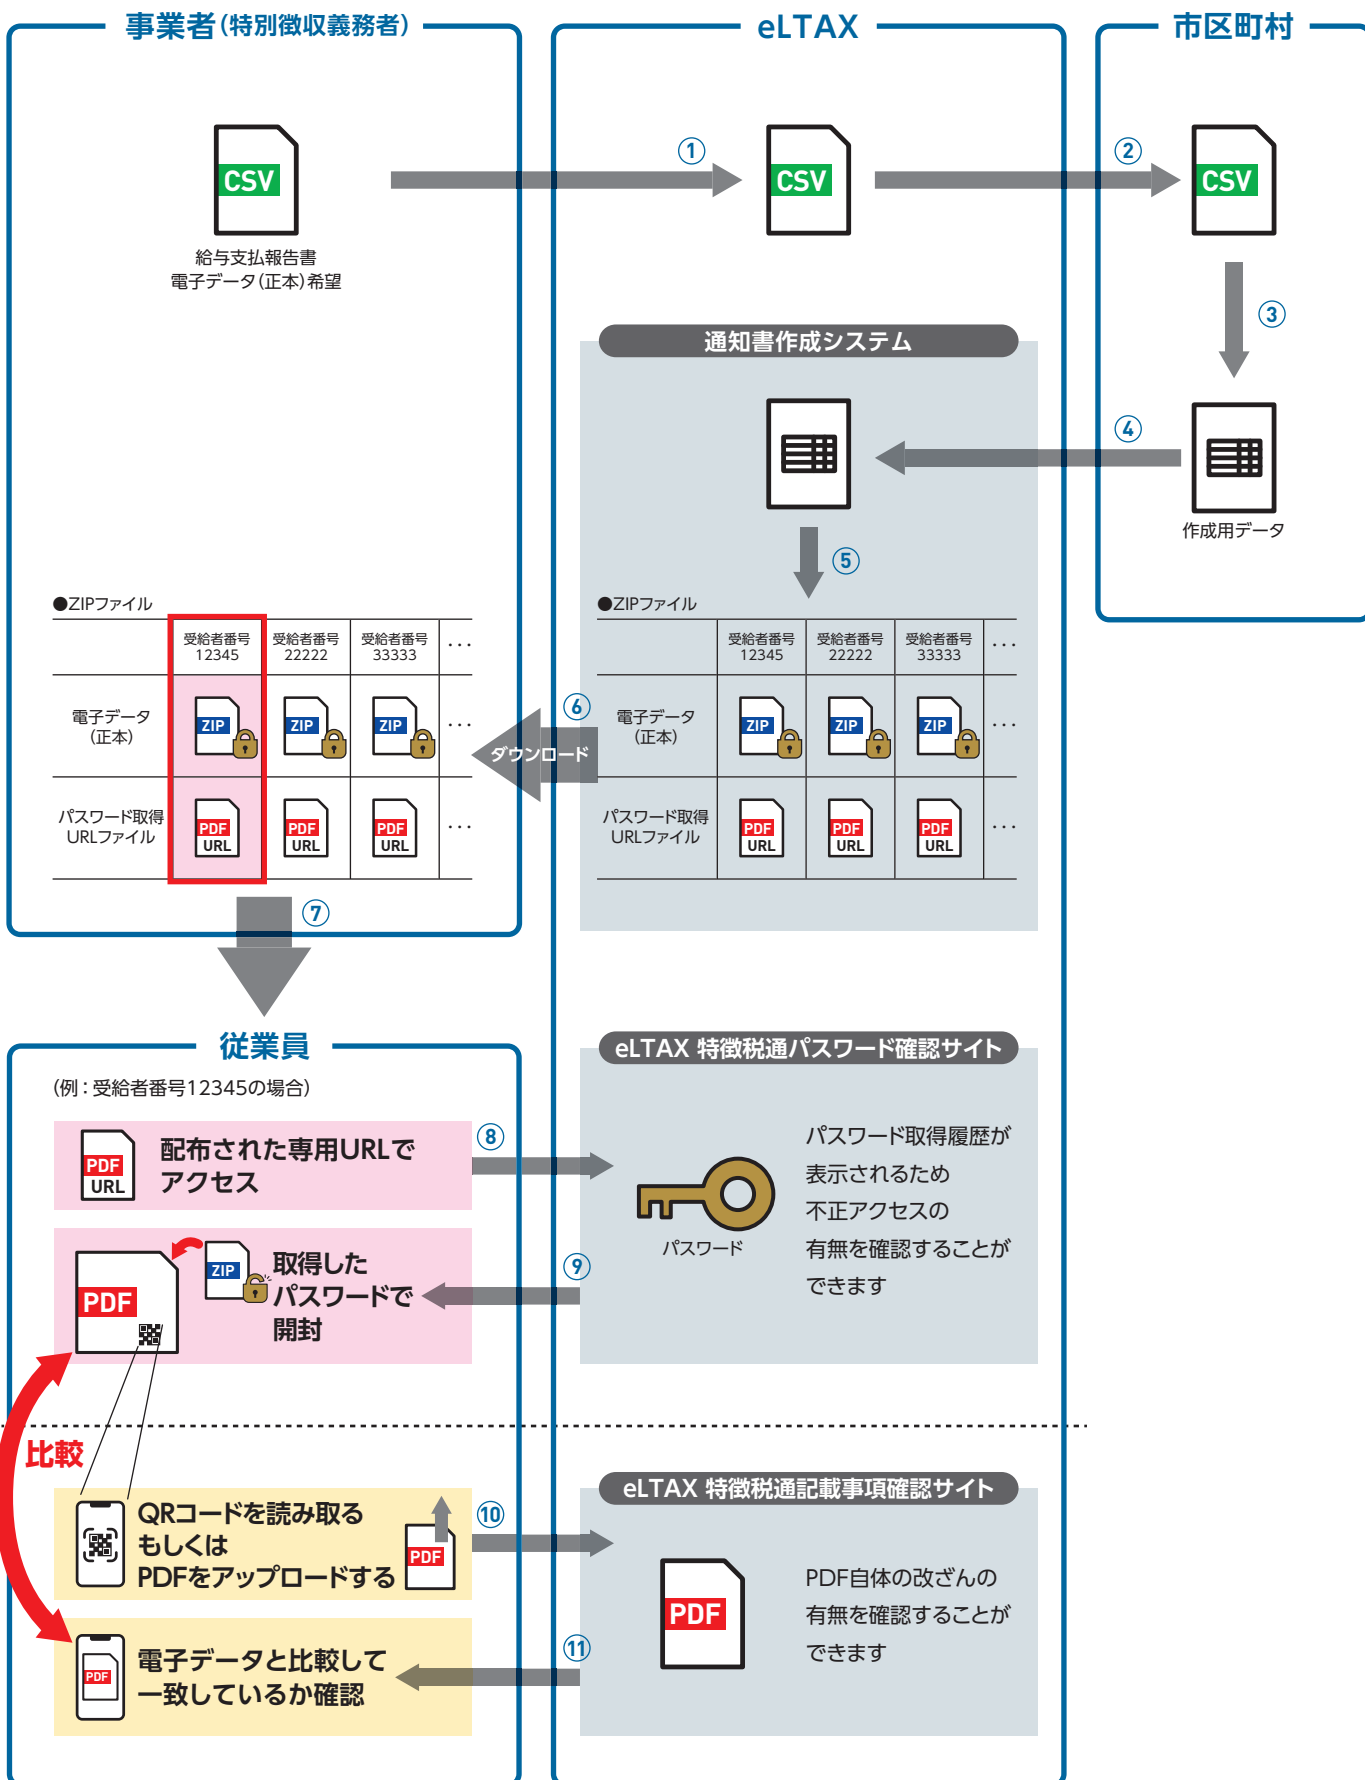 事業者(特別徴収義務者)
eLTAX
市区町村
①
②
CSV
CSV
CSV
給与支払報告書
電子データ(正本)希望
③
通知書作成システム
④
作成用データ
⑤
●ZIPファイル
受給者番号
12345
受給者番号
22222
受給者番号
33333
・・・
電子データ
(正本)
ZIP
ZIP
ZIP
・・・
パスワード取得
URLファイル
PDF
URL
PDF
URL
PDF
URL
・・・
⑥
ダウンロード
●ZIPファイル
受給者番号
12345
受給者番号
22222
受給者番号
33333
・・・
電子データ
(正本)
ZIP
ZIP
ZIP
・・・
パスワード取得
URLファイル
PDF
URL
PDF
URL
PDF
URL
・・・
⑦
従業員
(例：受給者番号12345の場合)
PDF
URL
配布された専用URLで
アクセス
⑧
eLTAX 特徴税通パスワード確認サイト
パスワード
パスワード取得履歴が
表示されるため
不正アクセスの
有無を確認することが
できます
PDF
ZIP
取得した
パスワードで
開封
⑨
比較
QRコードを読み取る
もしくは
PDFをアップロードする
PDF
⑩
eLTAX 特徴税通記載事項確認サイト
PDF
PDF自体の改ざんの
有無を確認することが
できます
PDF
電子データと比較して
一致しているか確認
⑪